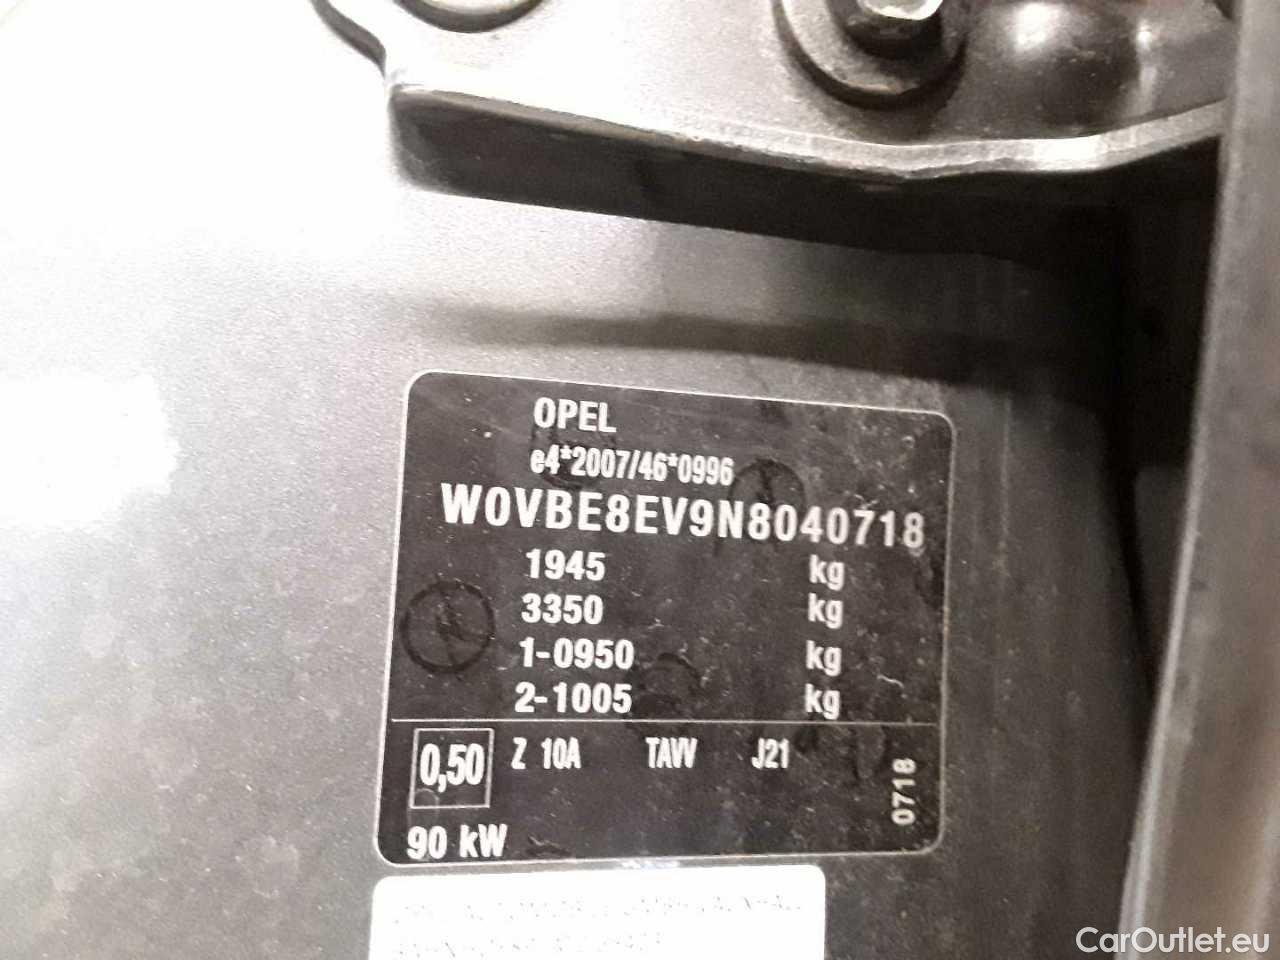 OPEL
e4*2007/46*0996
W0VBE8EV9N8040718
1945 kg
3350 kg
1-0950 kg
2-1005 kg
0,50 Z 10A TAVV J21
0718
90 kW
CarOutlet.eu